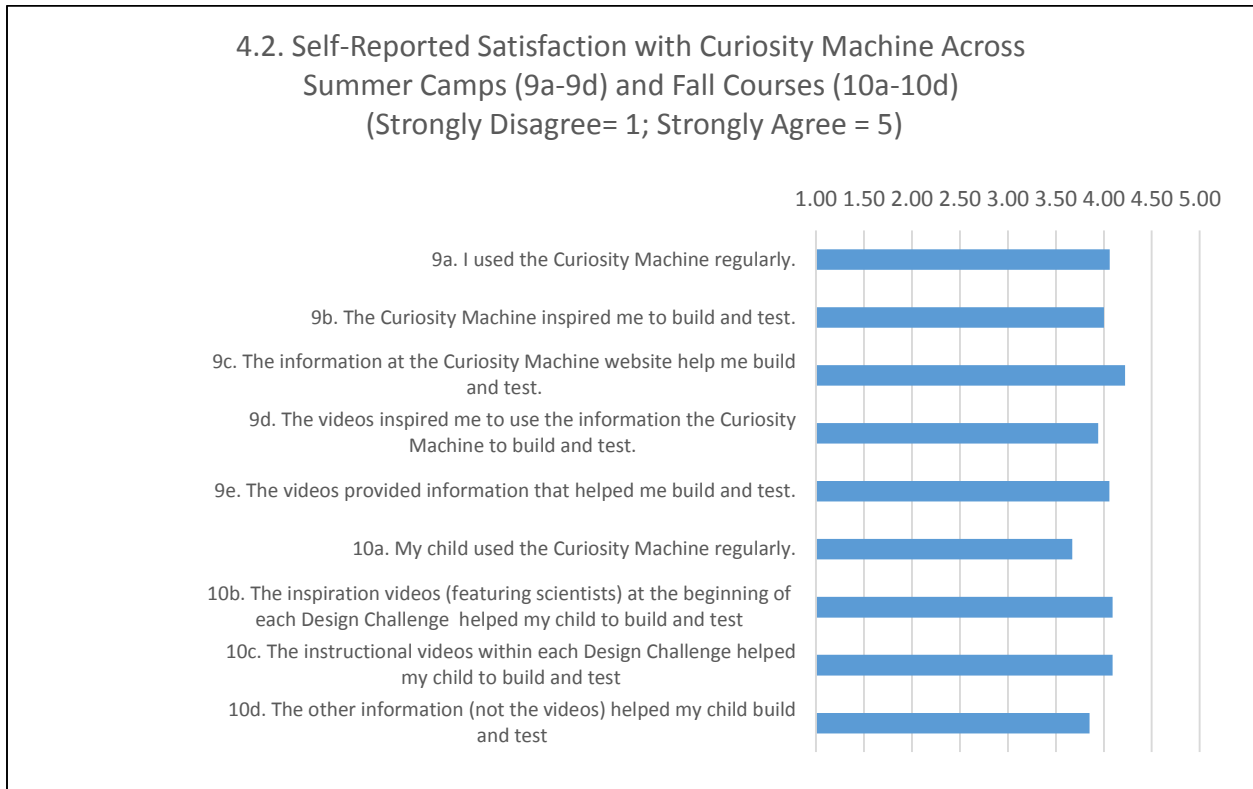 4.2. Self-Reported Satisfaction with Curiosity Machine Across
Summer Camps (9a-9d) and Fall Courses (10a-10d)
(Strongly Disagree= 1; Strongly Agree = 5)
1.00 1.50 2.00 2.50 3.00 3.50 4.00 4.50 5.00
9a. I used the Curiosity Machine regularly.
9b. The Curiosity Machine inspired me to build and test.
9c. The information at the Curiosity Machine website help me build
and test.
9d. The videos inspired me to use the information the Curiosity
Machine to build and test.
9e. The videos provided information that helped me build and test.
10a. My child used the Curiosity Machine regularly.
10b. The inspiration videos (featuring scientists) at the beginning of
each Design Challenge helped my child to build and test
10c. The instructional videos within each Design Challenge helped
my child to build and test
10d. The other information (not the videos) helped my child build
and test